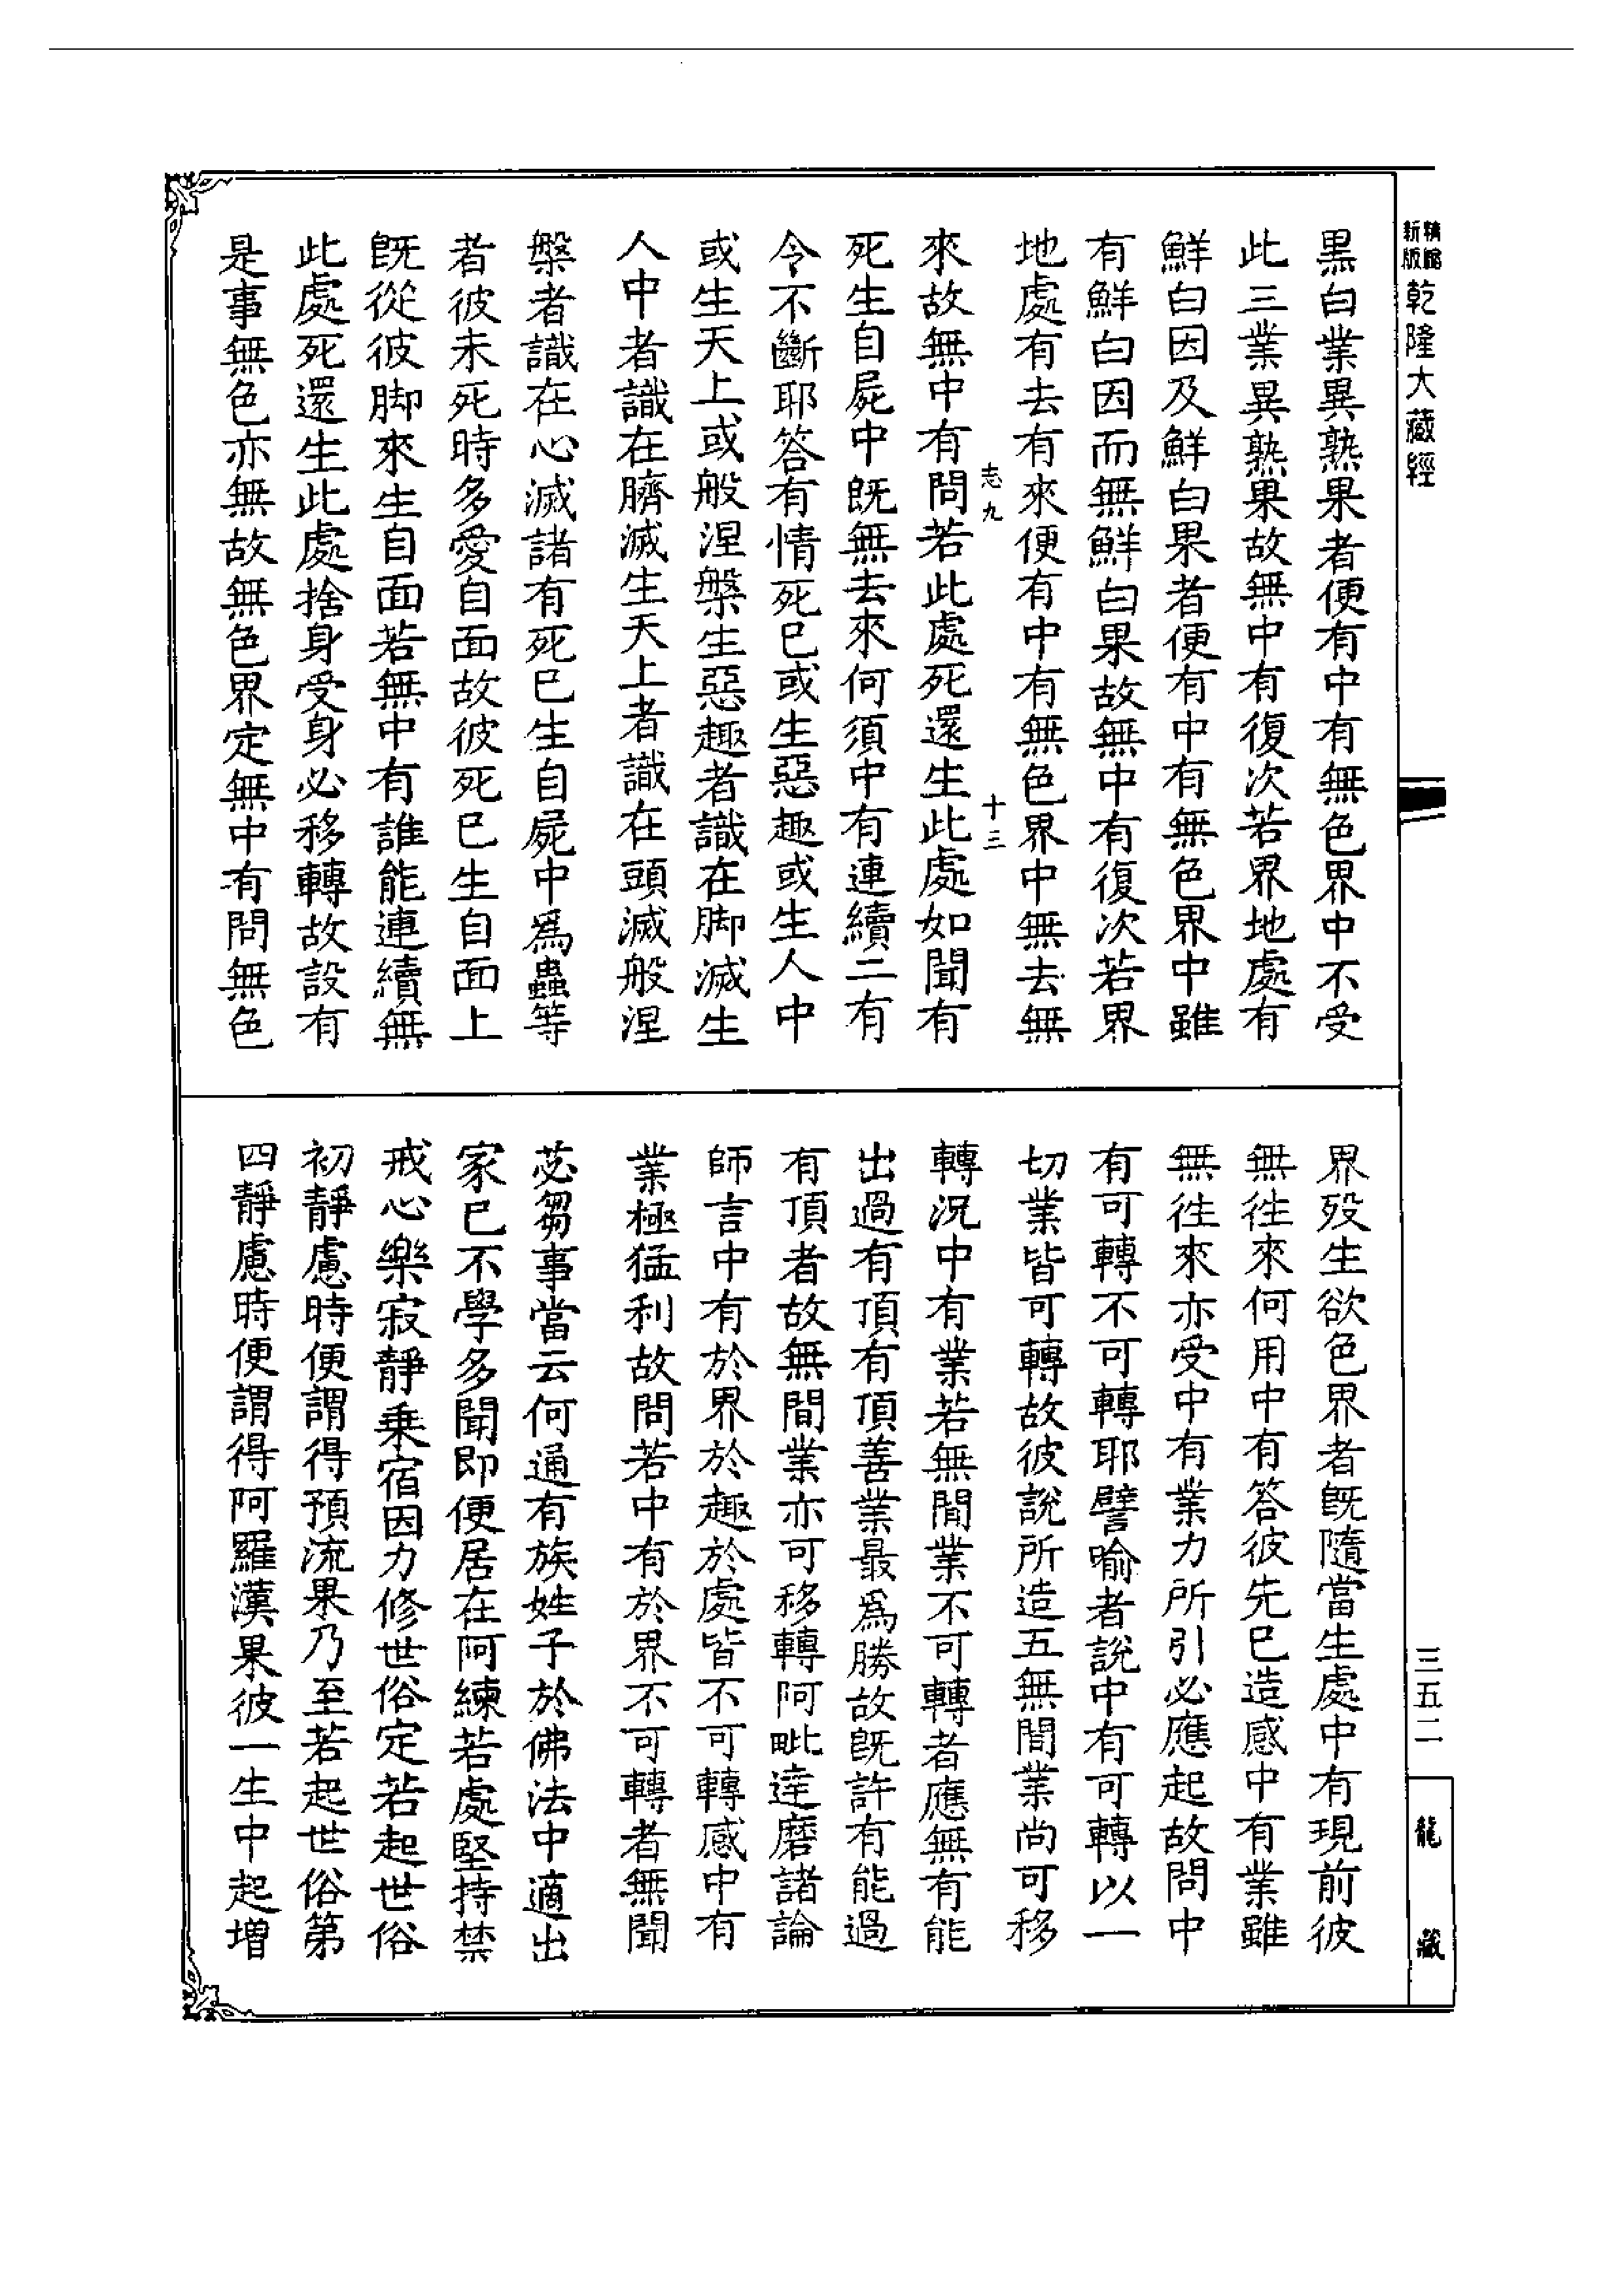 精縮
新版
乾隆大藏經
黒白業異熟果者便有中有無色界中不受
此三業異熟果故無中有復次若界地處有
鮮白因及鮮白果者便有中有無色界中雖
有鮮白因而無鮮白果故無中有復次若界
地處有去有來便有中有無色界中無去無
志九
十三
來故無中有問若此處死還生此處如聞有
死生自屍中旣無去來何須中有連續二有
令不斷耶答有情死巳或生惡趣或生人中
或生天上或般涅槃生惡趣者識在脚滅生
人中者識在臍滅生天上者識在頭滅般涅
槃者識在心滅諸有死巳生自屍中爲蟲等
者彼未死時多愛自面故彼死巳生自面上
旣從彼脚來生自面若無中有誰能連續無
此處死還生此處捨身受身必移轉故設有
是事無色亦無故無色界定無中有問無色
界歿生欲色界者旣隨當生處中有現前彼
無徃來何用中有答彼先巳造感中有業雖
無徃來亦受中有業力所引必應起故問中
有可轉不可轉耶譬喻者說中有可轉以一
切業皆可轉故彼說所造五無間業尚可移
轉況中有業若無間業不可轉者應無有能
出過有頂有頂善業最爲勝故旣許有能過
有頂者故無間業亦可移轉阿毗達磨諸論
師言中有於界於趣於處皆不可轉感中有
業極猛利故問若中有於界不可轉者無聞
苾芻事當云何通有族姓子於佛法中適出
家巳不學多聞即便居在阿練若處堅持禁
戒心樂寂靜乗宿因力修世俗定若起世俗
初靜慮時便謂得預流果乃至若起世俗第
四靜慮時便謂得阿羅漢果彼一生中起增
三五二
龍藏